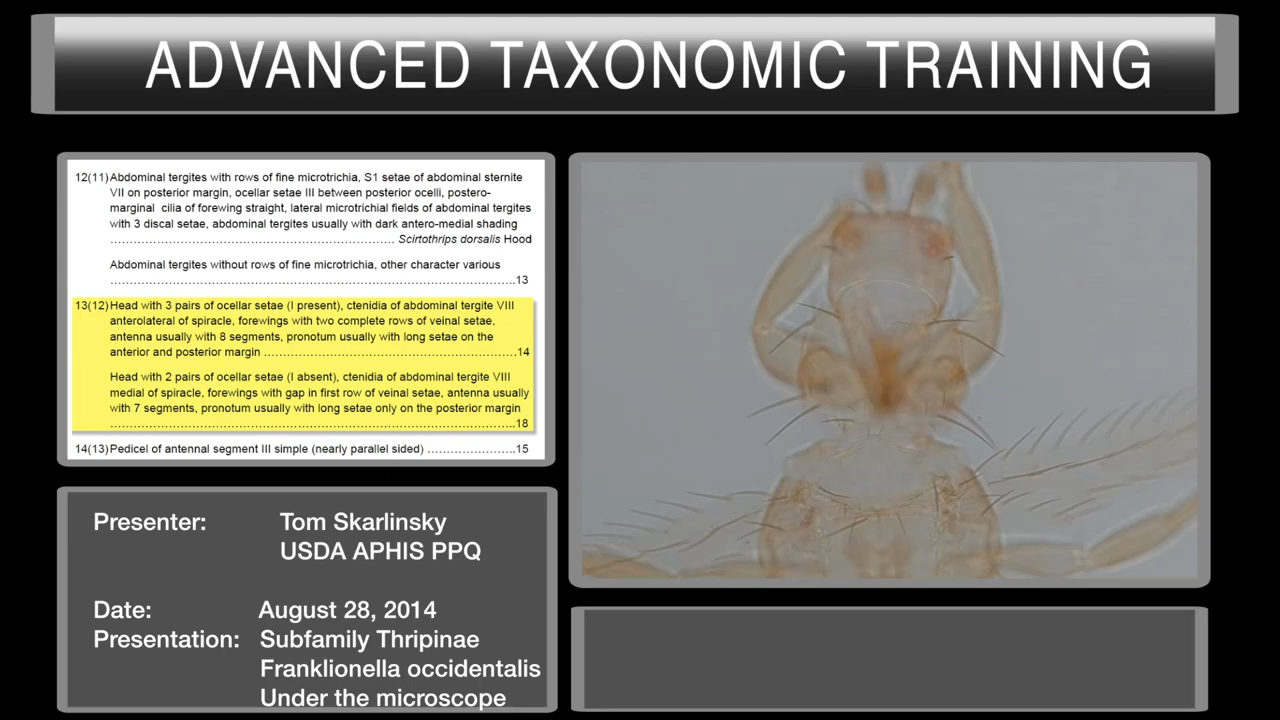 ADVANCED TAXONOMIC TRAINING
12(11) Abdominal tergites with rows of fine microtrichia, S1 setae of abdominal sternite
VII on posterior margin, ocellar setae III between posterior ocelli, postero-
marginal cilia of forewing straight, lateral microtrichial fields of abdominal tergites
with 3 discal setae, abdominal tergites usually with dark antero-medial shading
…………………………………………………………. Scirtothrips dorsalis Hood
Abdominal tergites without rows of fine microtrichia, other character various
………………………………………………………………………………………..13
13(12) Head with 3 pairs of ocellar setae (I present), ctenidia of abdominal tergite VIII
anterolateral of spiracle, forewings with two complete rows of veinal setae,
antenna usually with 8 segments, pronotum usually with long setae on the
anterior and posterior margin ……………………………………………………14
Head with 2 pairs of ocellar setae (I absent), ctenidia of abdominal tergite VIII
medial of spiracle, forewings with gap in first row of veinal setae, antenna usually
with 7 segments, pronotum usually with long setae only on the posterior margin
………………………………………………………………………………………..18
14(13) Pedicel of antennal segment III simple (nearly parallel sided) …………………..15
Presenter: Tom Skarlinsky
USDA APHIS PPQ
Date: August 28, 2014
Presentation: Subfamily Thripinae
Franklionella occidentalis
Under the microscope